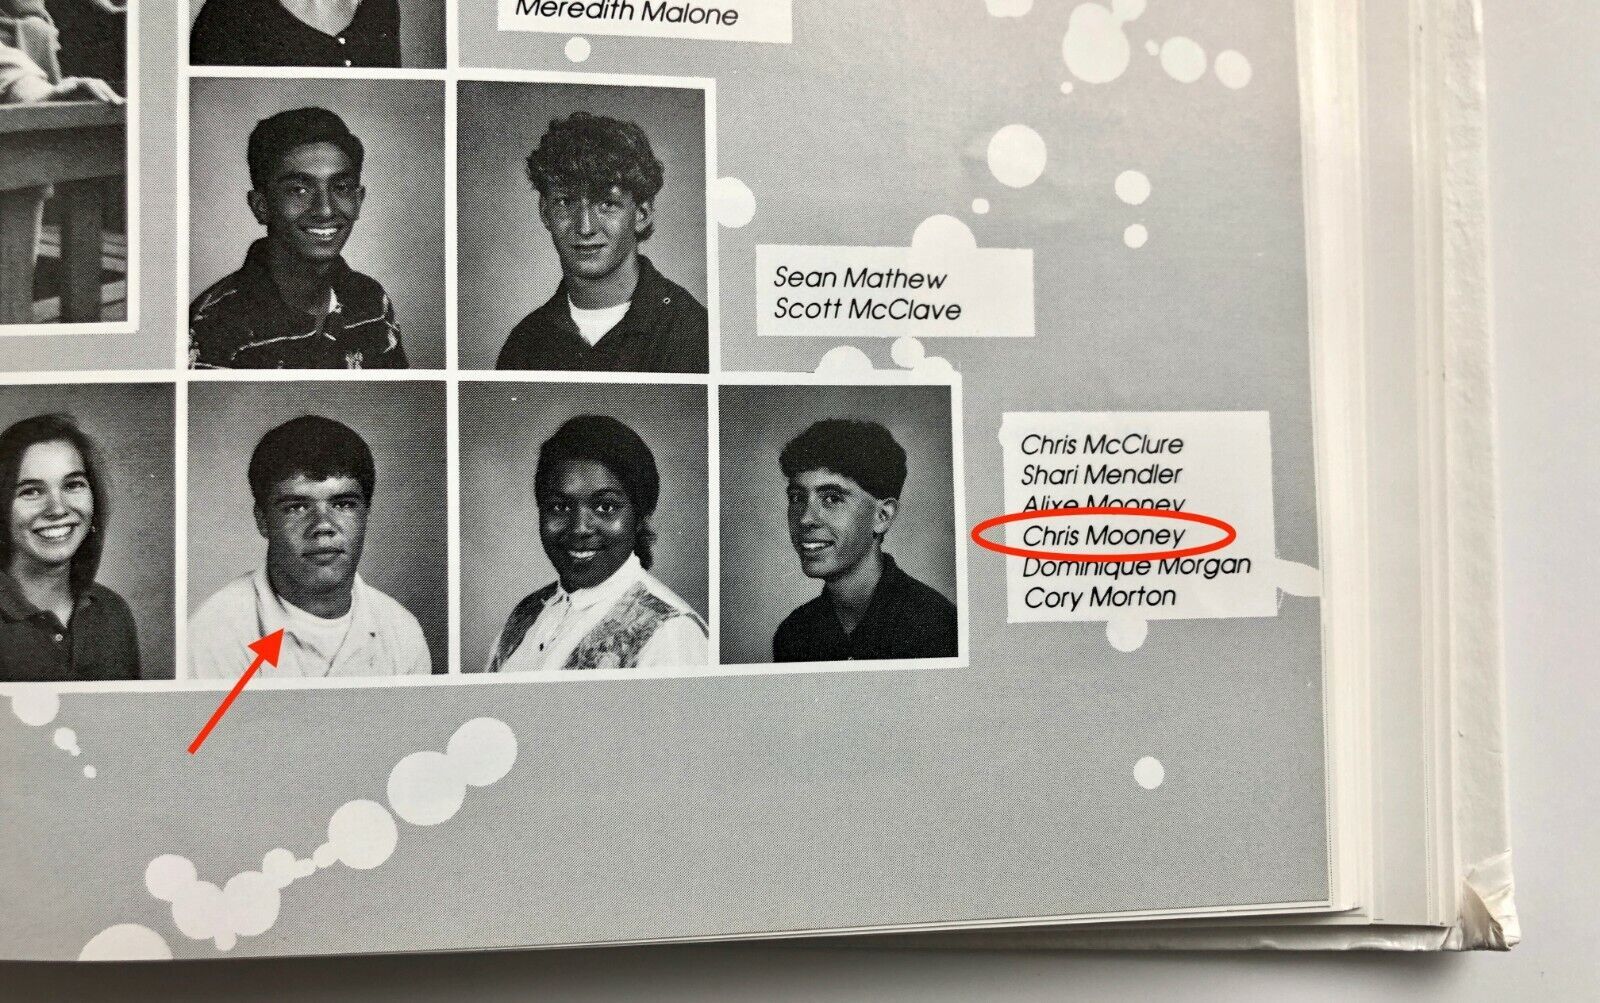 Meredith Malone
Sean Mathew
Scott McClave
Chris McClure
Shari Mendler
Alixe Mooney
Chris Mooney
Dominique Morgan
Cory Morton